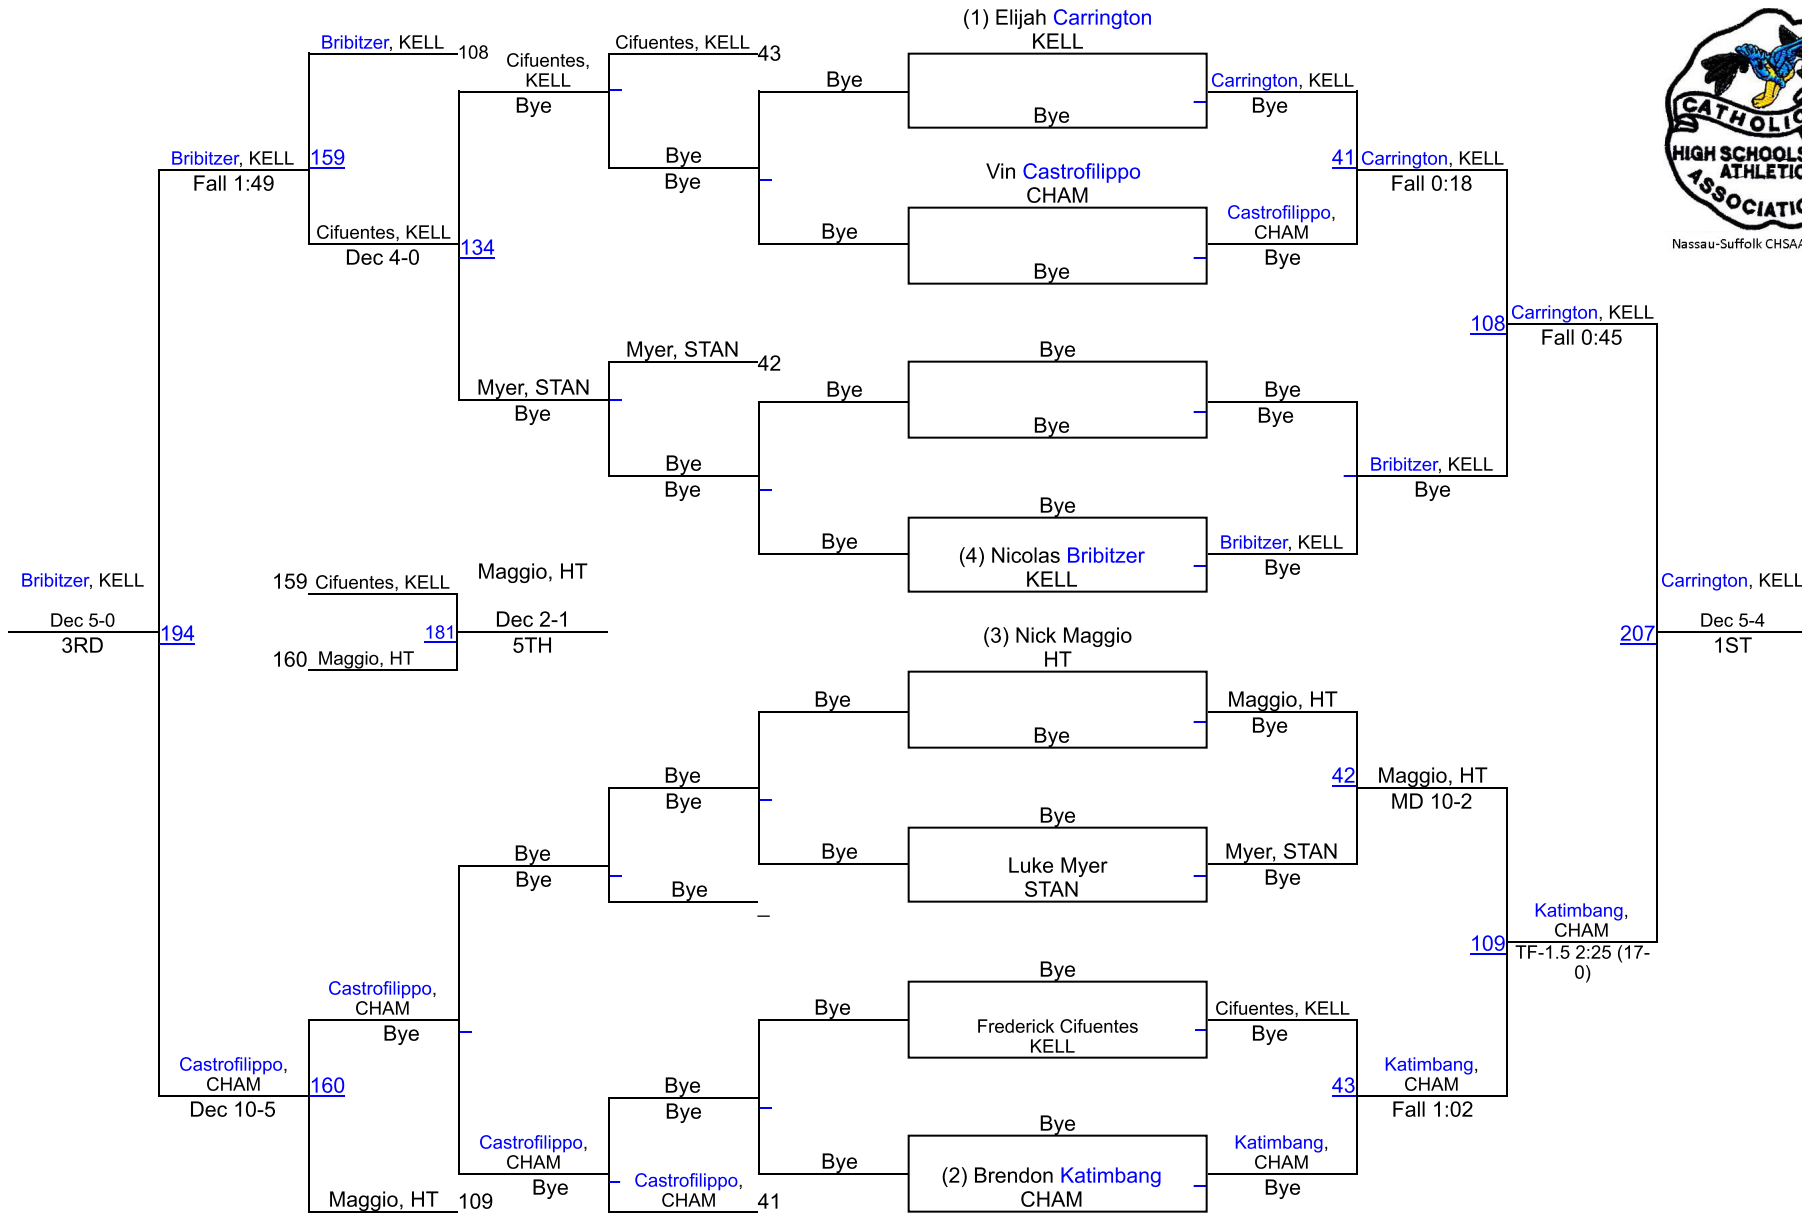 (1) Elijah Carrington
KELL
Bye
Vin Castrofilippo
CHAM
Bye
Bye
Bye
Bye
(4) Nicolas Bribitzer
KELL
(3) Nick Maggio
HT
Bye
Bye
Luke Myer
STAN
Bye
Frederick Cifuentes
KELL
Bye
(2) Brendon Katimbang
CHAM
Carrington, KELL
Bye
Castrofilippo,
CHAM
Bye
Bye
Bye
Bribitzer, KELL
Bye
Maggio, HT
Bye
Myer, STAN
Bye
Cifuentes, KELL
Bye
Katimbang,
CHAM
Bye
41
Carrington, KELL
Fall 0:18
Bribitzer, KELL
Bye
42
Maggio, HT
MD 10-2
43
Katimbang,
CHAM
Fall 1:02
108
Carrington, KELL
Fall 0:45
109
Katimbang,
CHAM
TF-1.5 2:25 (17-
0)
207
Carrington, KELL
Dec 5-4
1ST
Bye
Bye
Bye
Bye
Bye
Bye
Bye
Bye
Cifuentes, KELL
43
Bye
Bye
Myer, STAN
42
Bye
Bye
Bye
Bye
Bye
Bye
Bye
Castrofilippo,
CHAM
41
Cifuentes,
KELL
Bye
Myer, STAN
Bye
Bye
Bye
Castrofilippo,
CHAM
Bye
Bribitzer, KELL
108
134
Cifuentes, KELL
Dec 4-0
Castrofilippo,
CHAM
Bye
Maggio, HT
109
159
Bribitzer, KELL
Fall 1:49
160
Castrofilippo,
CHAM
Dec 10-5
194
Bribitzer, KELL
Dec 5-0
3RD
159
Cifuentes, KELL
160
Maggio, HT
181
Maggio, HT
Dec 2-1
5TH
CATHOLIC
HIGH SCHOOLS
ATHLETIC
Nassau-Suffolk CHSAA